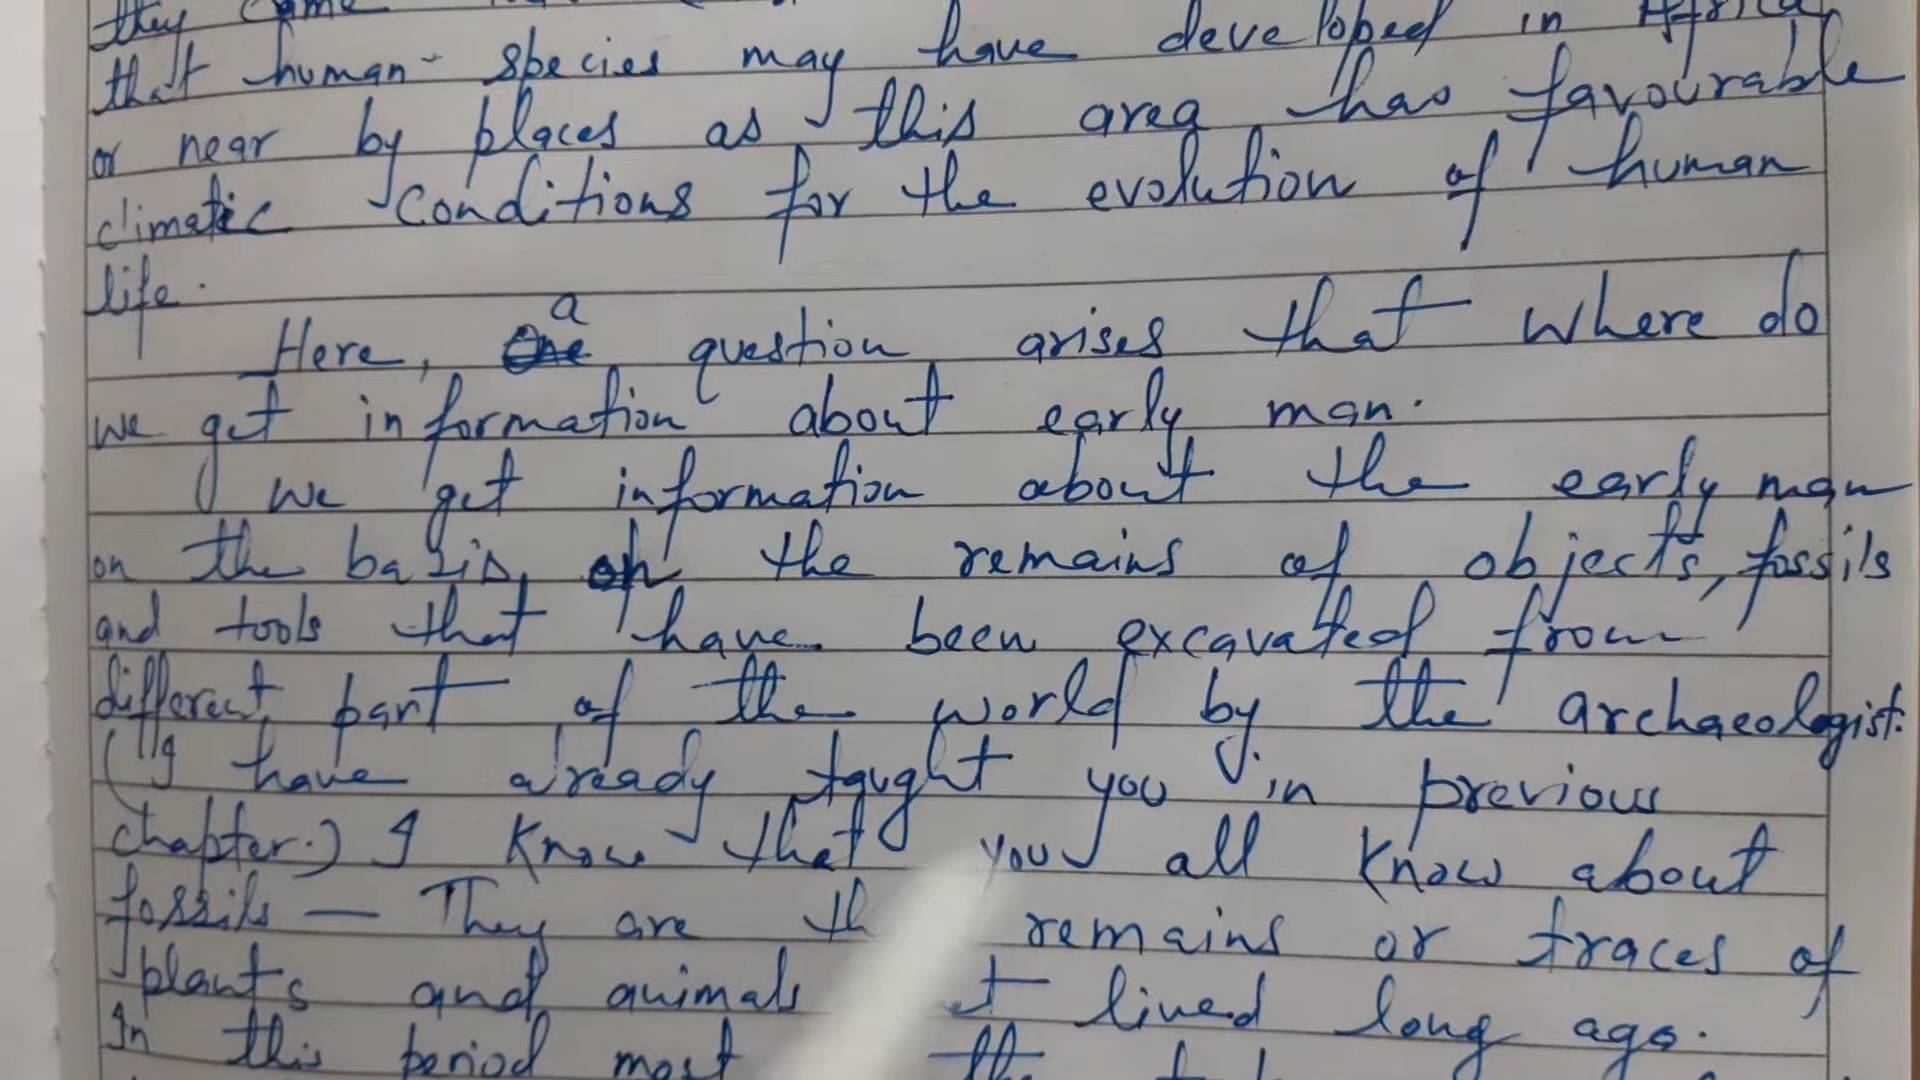 they came
that human- species may have developed in Africa
or near by places as this area has favourable
climatic conditions for the evolution of human
life.
Here, a question arises that where do
we get information about early man.
we get information about the early man
on the basis of the remains of objects, fossils
and tools that have been excavated from
different part of the world by the archaeologist.
(I have already taught you in previous
chapter.) I know that you all know about
fossils — They are remains or traces of
plants and animals lived long ago.
In this period most the